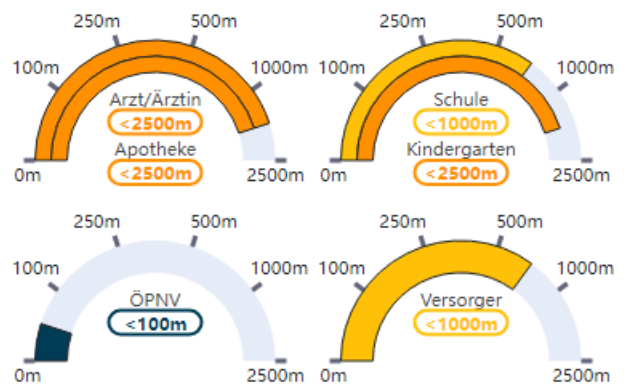 250m 500m
100m 1000m
Arzt/Ärztin
<2500m
Apotheke
<2500m
0m 2500m
250m 500m
100m 1000m
Schule
<1000m
Kindergarten
<2500m
0m 2500m
250m 500m
100m 1000m
ÖPNV
<100m
0m 2500m
250m 500m
100m 1000m
Versorger
<1000m
0m 2500m